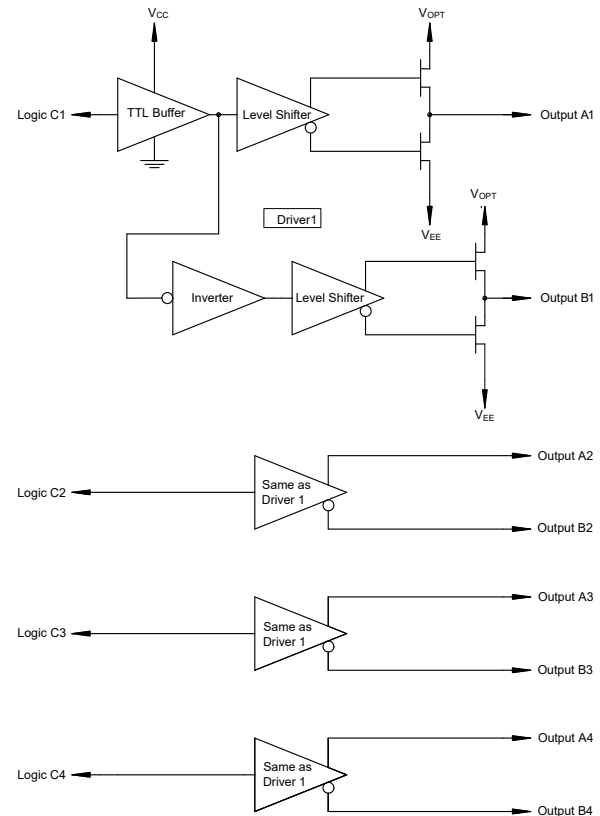 VCC
VOPT
Logic C1
TTL Buffer
Level Shifter
Output A1
VEE
Driver1
VOPT
Inverter
Level Shifter
Output B1
VEE
Output A2
Logic C2
Same as
Driver 1
Output B2
Output A3
Logic C3
Same as
Driver 1
Output B3
Output A4
Logic C4
Same as
Driver 1
Output B4